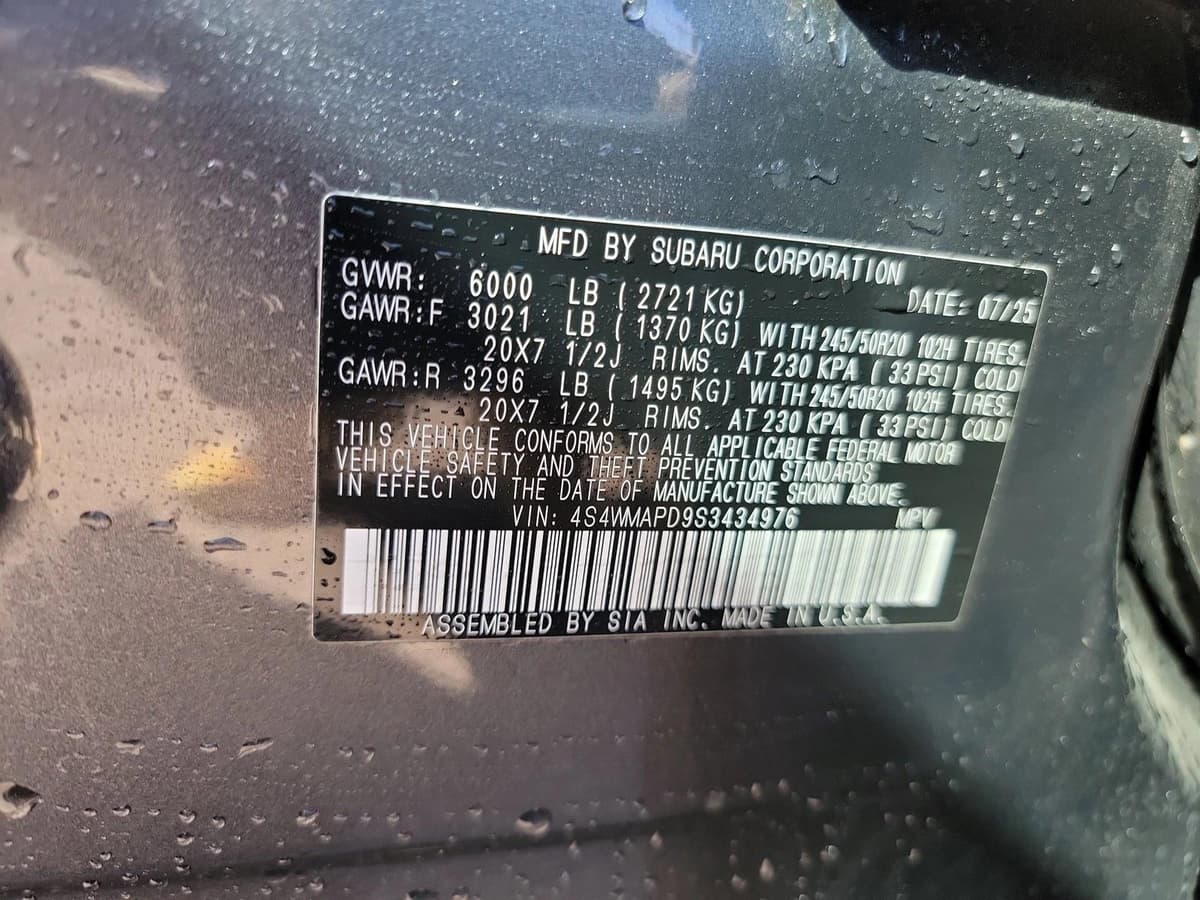 MFD BY SUBARU CORPORATION
GVWR: 6000 LB (2721 KG) DATE: 07/25
GAWR:F 3021 LB (1370 KG) WITH 245/50R20 102H TIRES.
20X7 1/2J RIMS. AT 230 KPA (33 PSI) COLD
GAWR:R 3296 LB (1495 KG) WITH 245/50R20 102H TIRES.
20X7 1/2J RIMS. AT 230 KPA (33 PSI) COLD
THIS VEHICLE CONFORMS TO ALL APPLICABLE FEDERAL MOTOR
VEHICLE SAFETY AND THEFT PREVENTION STANDARDS
IN EFFECT ON THE DATE OF MANUFACTURE SHOWN ABOVE.
VIN: 4S4WMAPD9S3434976 MPV
ASSEMBLED BY SIA INC. MADE IN U.S.A.